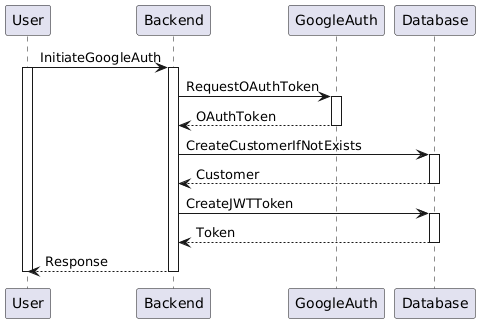 User Backend GoogleAuth Database
InitiateGoogleAuth
RequestOAuthToken
OAuthToken
CreateCustomerIfNotExists
Customer
CreateJWTToken
Token
Response
User Backend GoogleAuth Database